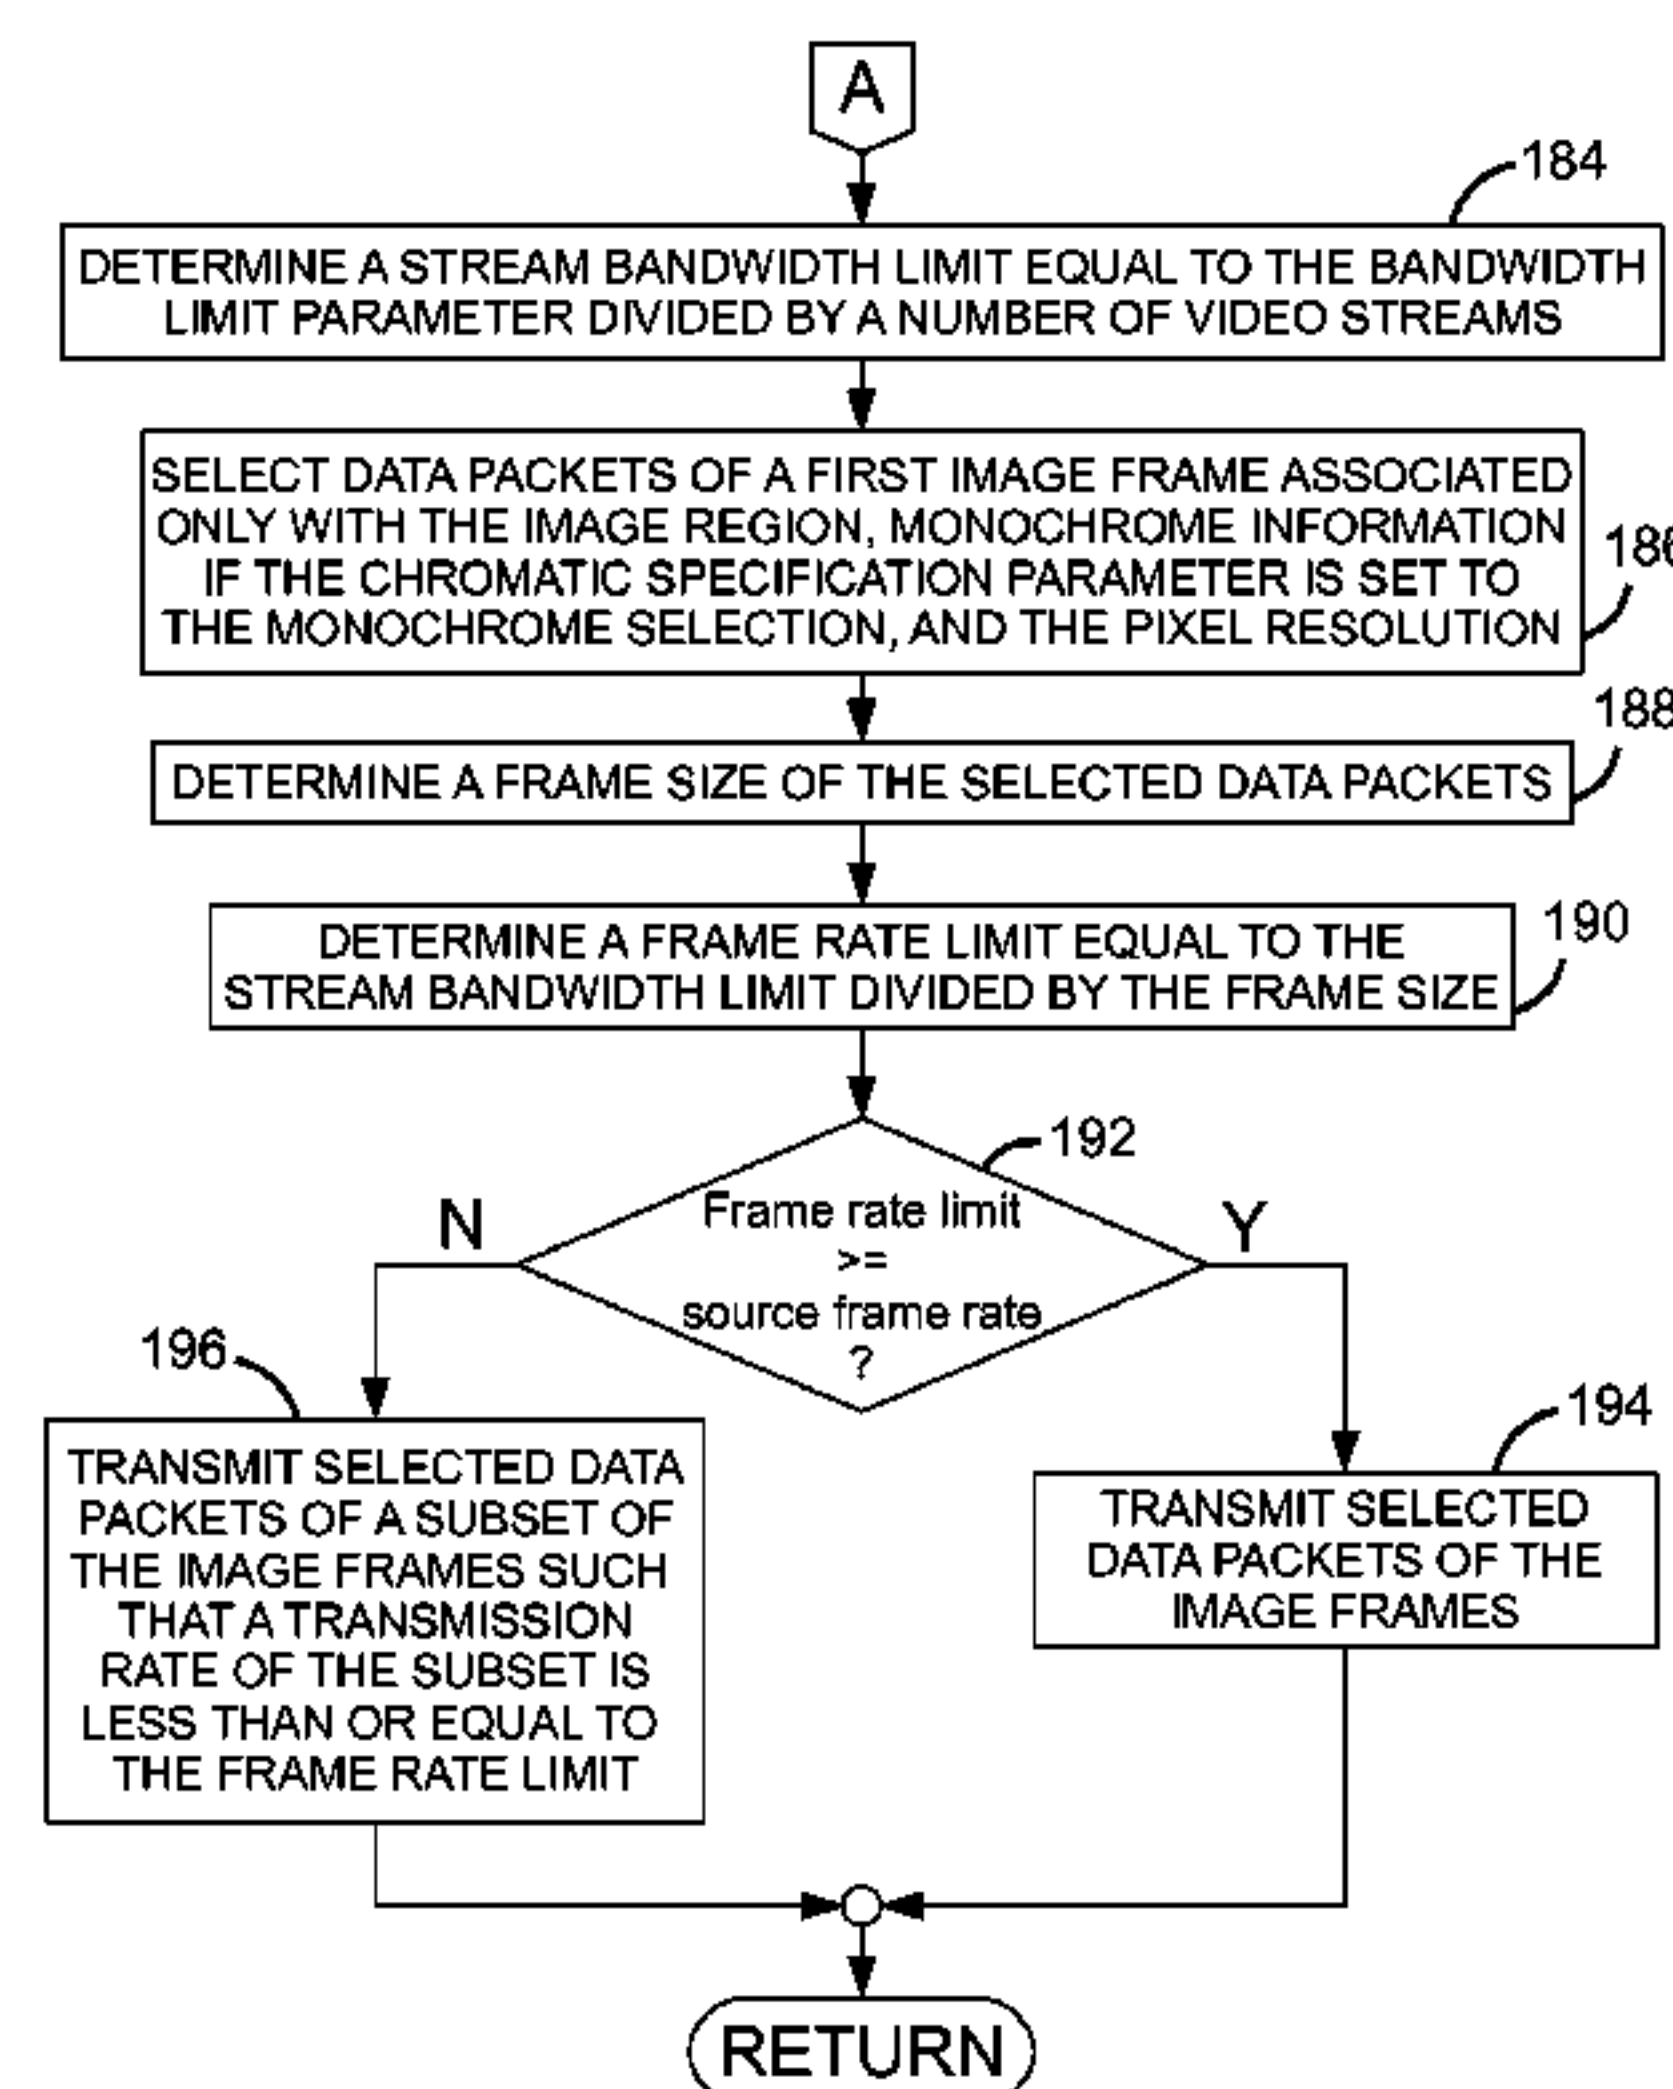 A
184
DETERMINE A STREAM BANDWIDTH LIMIT EQUAL TO THE BANDWIDTH
LIMIT PARAMETER DIVIDED BY A NUMBER OF VIDEO STREAMS
SELECT DATA PACKETS OF A FIRST IMAGE FRAME ASSOCIATED
ONLY WITH THE IMAGE REGION, MONOCHROME INFORMATION
IF THE CHROMATIC SPECIFICATION PARAMETER IS SET TO
THE MONOCHROME SELECTION, AND THE PIXEL RESOLUTION
186
188
DETERMINE A FRAME SIZE OF THE SELECTED DATA PACKETS
190
DETERMINE A FRAME RATE LIMIT EQUAL TO THE
STREAM BANDWIDTH LIMIT DIVIDED BY THE FRAME SIZE
192
N
Y
Frame rate limit
>=
source frame rate
?
196
194
TRANSMIT SELECTED DATA
PACKETS OF A SUBSET OF
THE IMAGE FRAMES SUCH
THAT A TRANSMISSION
RATE OF THE SUBSET IS
LESS THAN OR EQUAL TO
THE FRAME RATE LIMIT
TRANSMIT SELECTED
DATA PACKETS OF THE
IMAGE FRAMES
RETURN